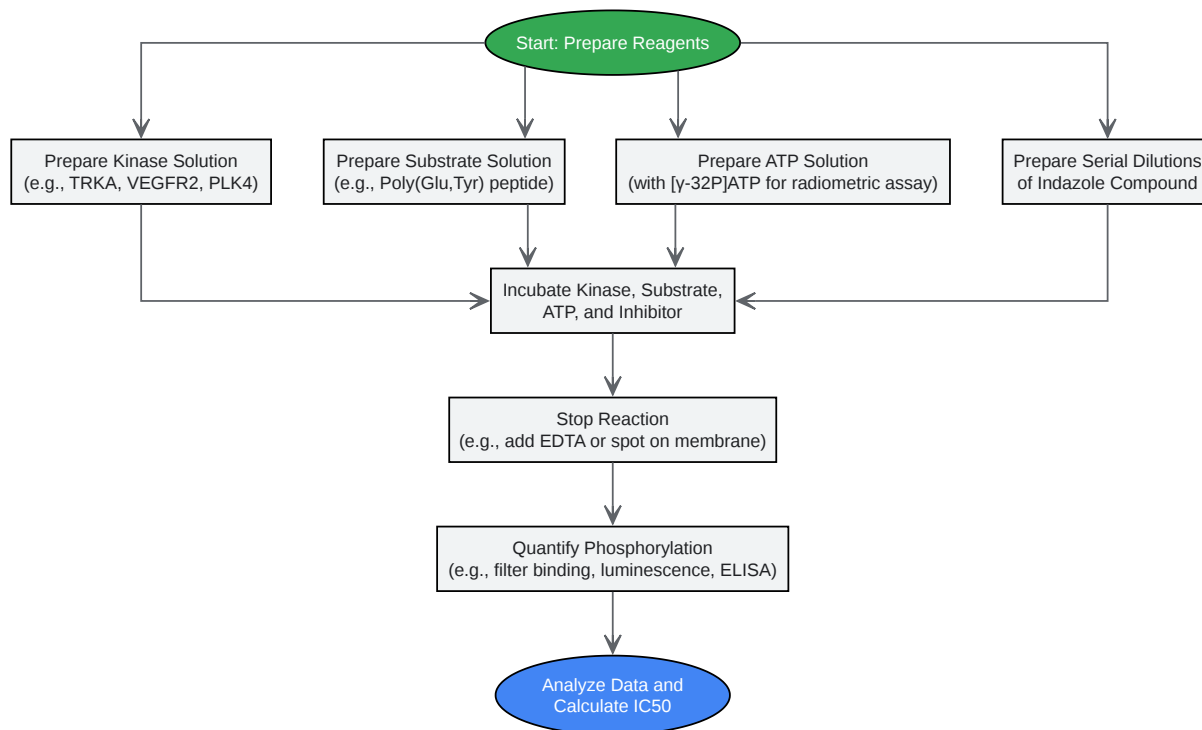 Start: Prepare Reagents
Prepare Kinase Solution
(e.g., TRKA, VEGFR2, PLK4)
Prepare Substrate Solution
(e.g., Poly(Glu,Tyr) peptide)
Prepare ATP Solution
(with [γ-32P]ATP for radiometric assay)
Prepare Serial Dilutions
of Indazole Compound
Incubate Kinase, Substrate,
ATP, and Inhibitor
Stop Reaction
(e.g., add EDTA or spot on membrane)
Quantify Phosphorylation
(e.g., filter binding, luminescence, ELISA)
Analyze Data and
Calculate IC50